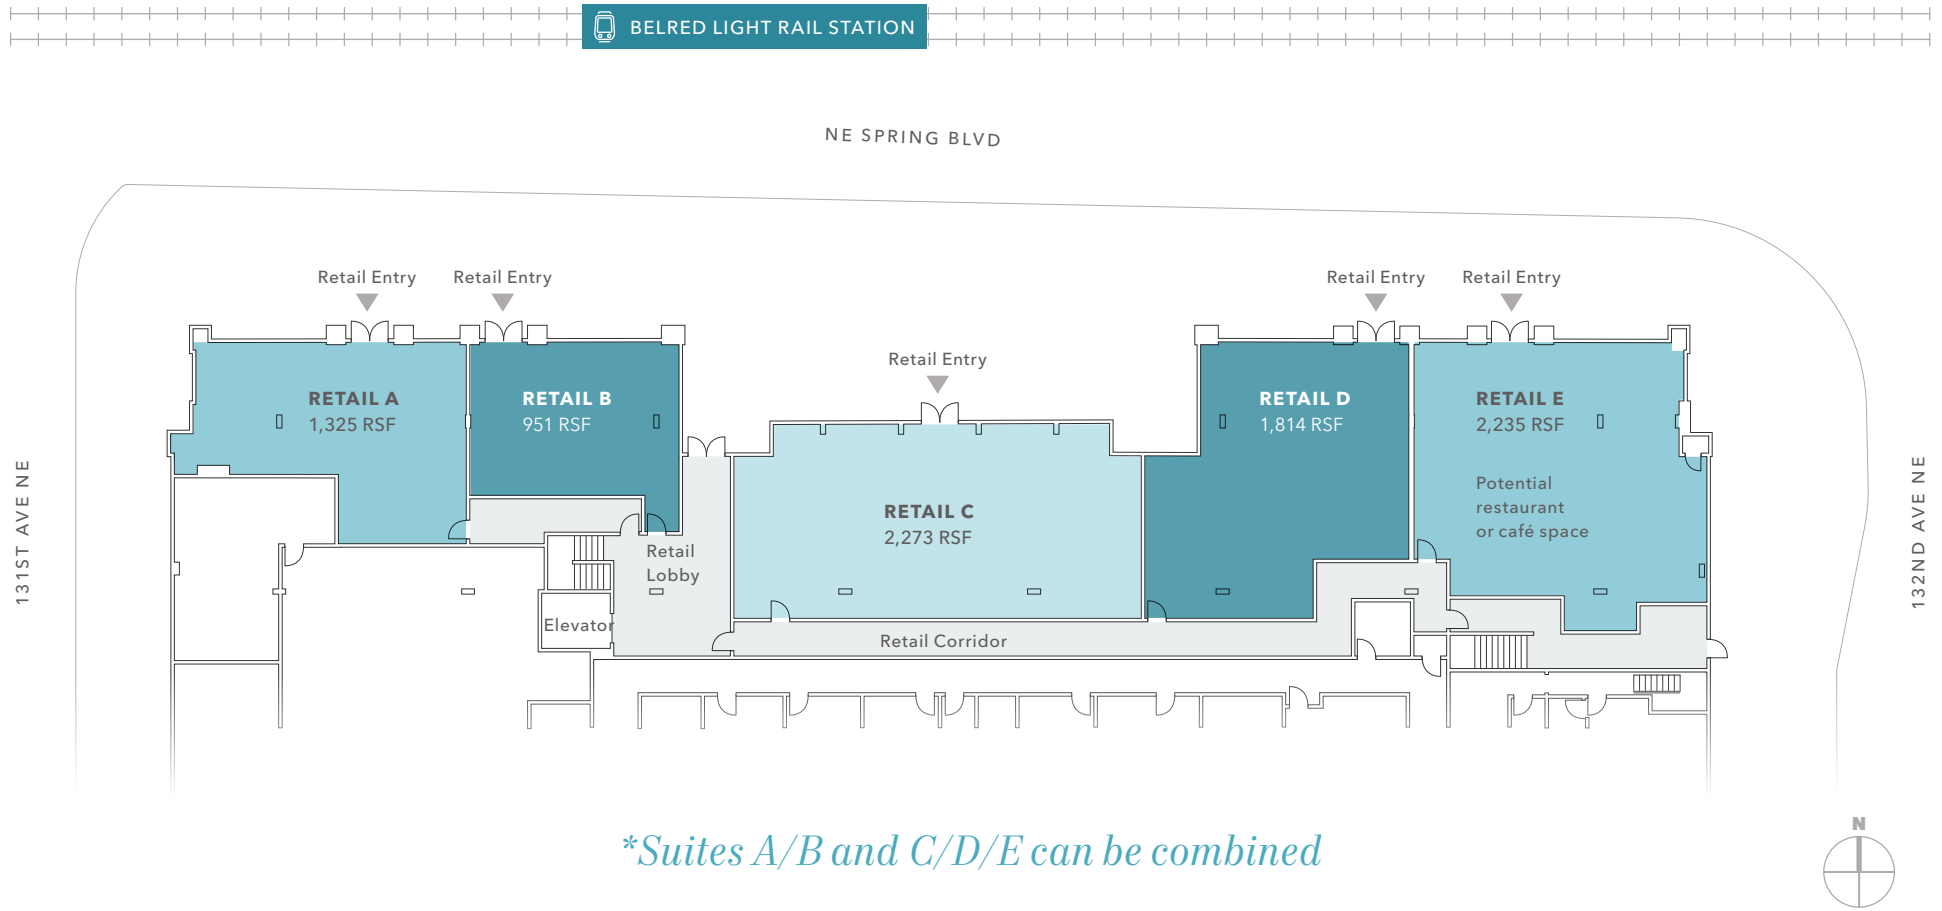 BELRED LIGHT RAIL STATION
NE SPRING BLVD
Retail Entry
Retail Entry
Retail Entry
Retail Entry
Retail Entry
RETAIL A
1,325 RSF
RETAIL B
951 RSF
RETAIL C
2,273 RSF
RETAIL D
1,814 RSF
RETAIL E
2,235 RSF
Potential
restaurant
or café space
Retail
Lobby
Elevator
Retail Corridor
131ST AVE NE
132ND AVE NE
*Suites A/B and C/D/E can be combined
N